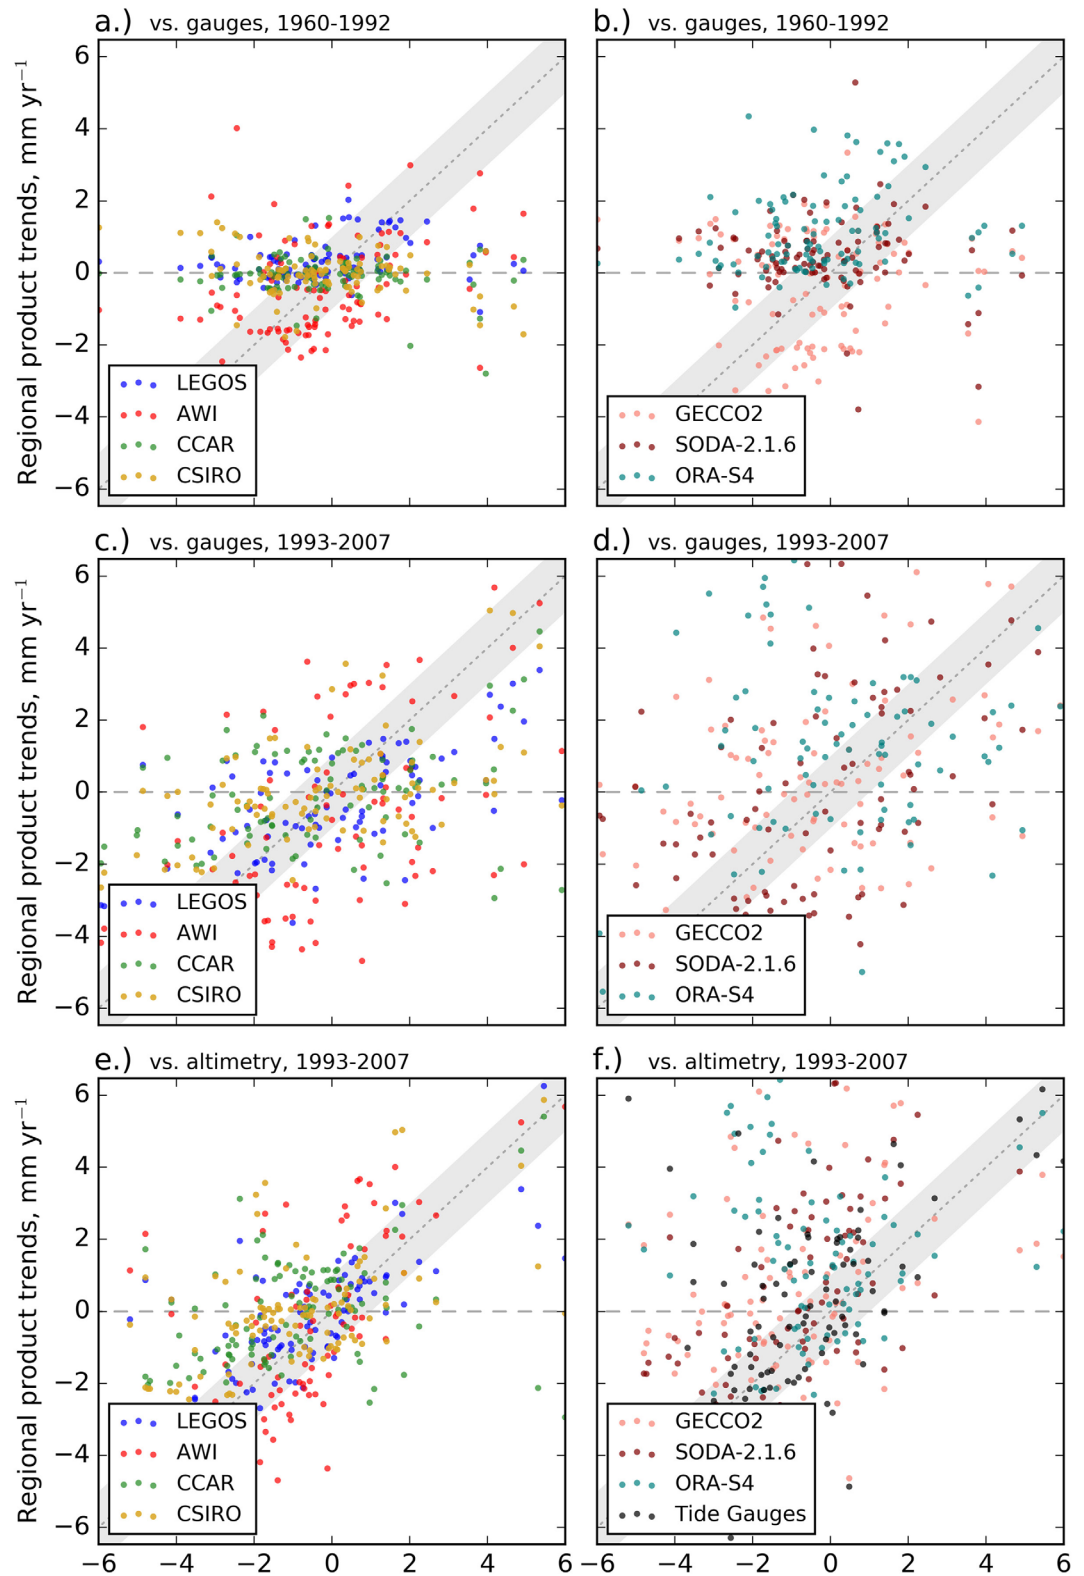 a.) vs. gauges, 1960-1992
b.) vs. gauges, 1960-1992
Regional product trends, mm yr⁻¹
6
4
2
0
−2
−4
−6
LEGOS
AWI
CCAR
CSIRO
GECCO2
SODA-2.1.6
ORA-S4
c.) vs. gauges, 1993-2007
d.) vs. gauges, 1993-2007
Regional product trends, mm yr⁻¹
6
4
2
0
−2
−4
−6
LEGOS
AWI
CCAR
CSIRO
GECCO2
SODA-2.1.6
ORA-S4
e.) vs. altimetry, 1993-2007
f.) vs. altimetry, 1993-2007
Regional product trends, mm yr⁻¹
6
4
2
0
−2
−4
−6
LEGOS
AWI
CCAR
CSIRO
GECCO2
SODA-2.1.6
ORA-S4
Tide Gauges
−6 −4 −2 0 2 4 6
−6 −4 −2 0 2 4 6